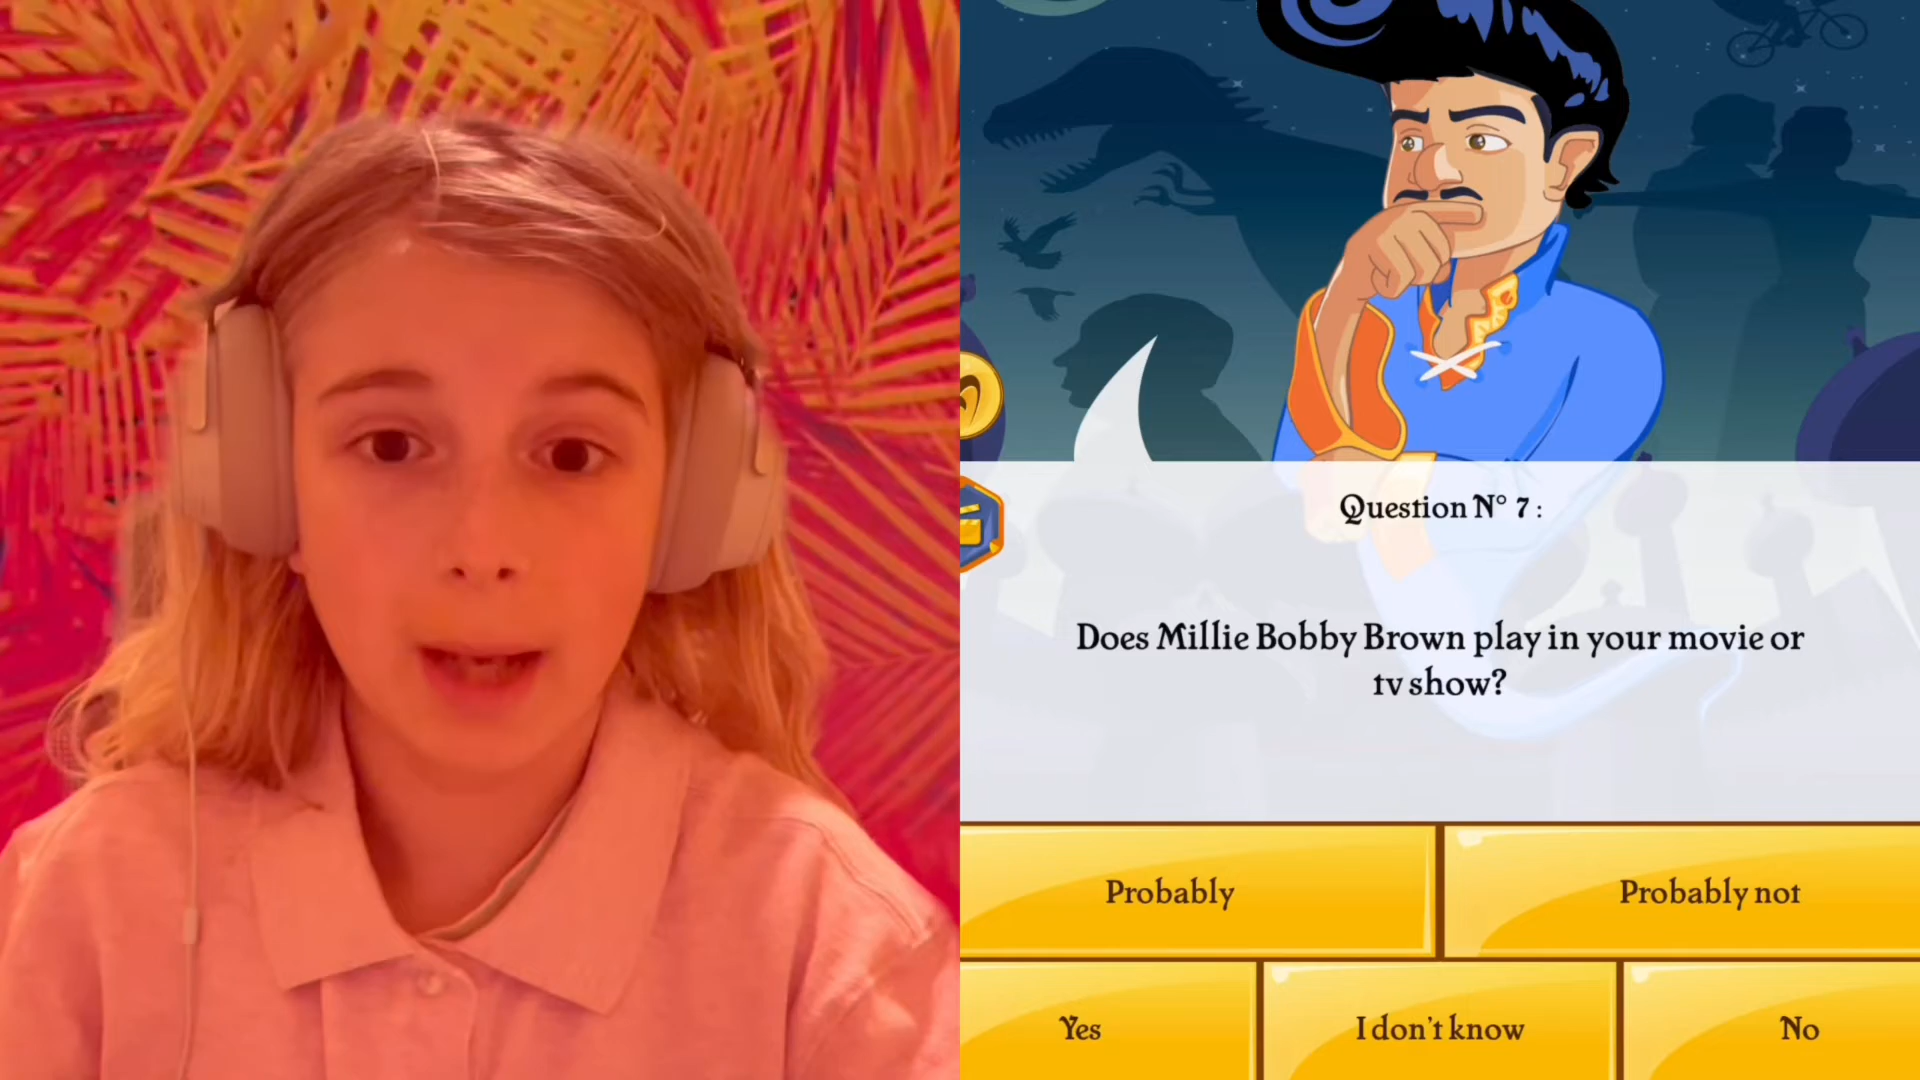 Question N° 7 :
Does Millie Bobby Brown play in your movie or
tv show?
Probably
Probably not
Yes
I don't know
No